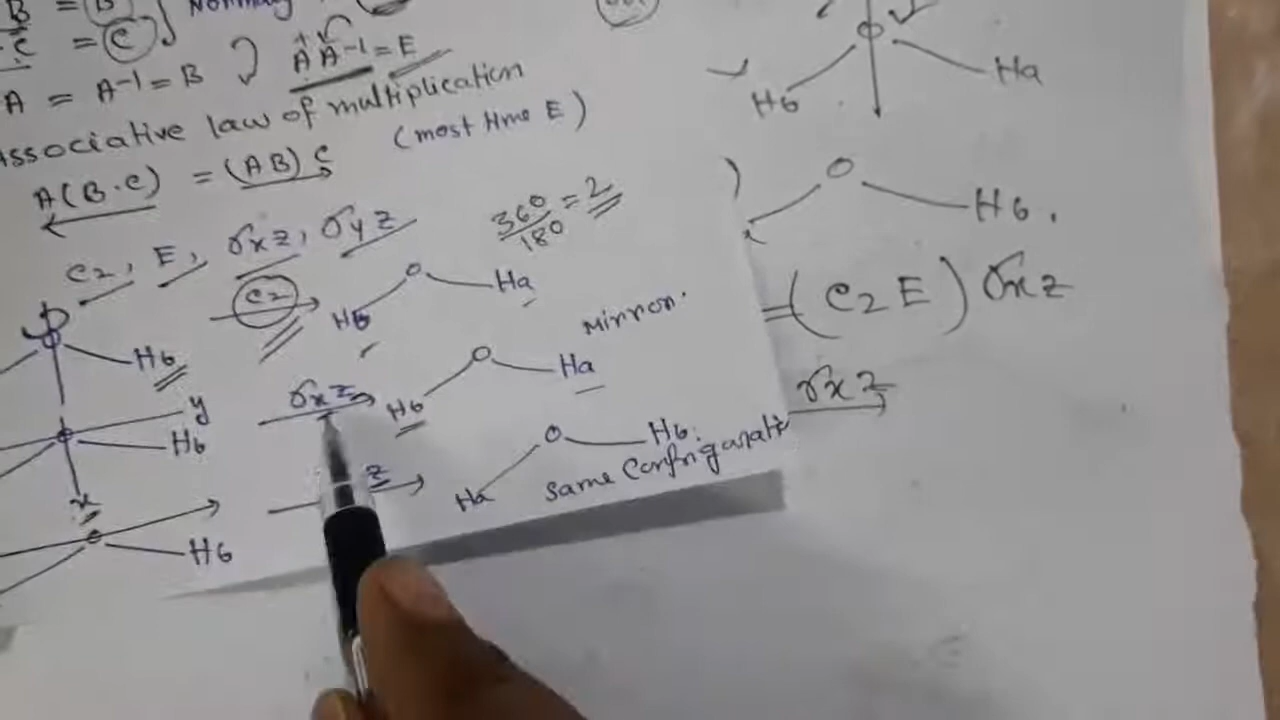 B = B
C = C
A = A-1 = B A A-1 = E
Associative law of multiplication
(most time E)
A(B.C) = (AB) C
C2, E, σxz, σyz
360/180 = 2
C2
Hb Ha
Hb
Mirror.
σxz
Hb Ha
y
Hb
z
Ha Hb.
x
same Configurati
Hb
Hb Ha
Hb.
= (C2 E) σxz
σxz